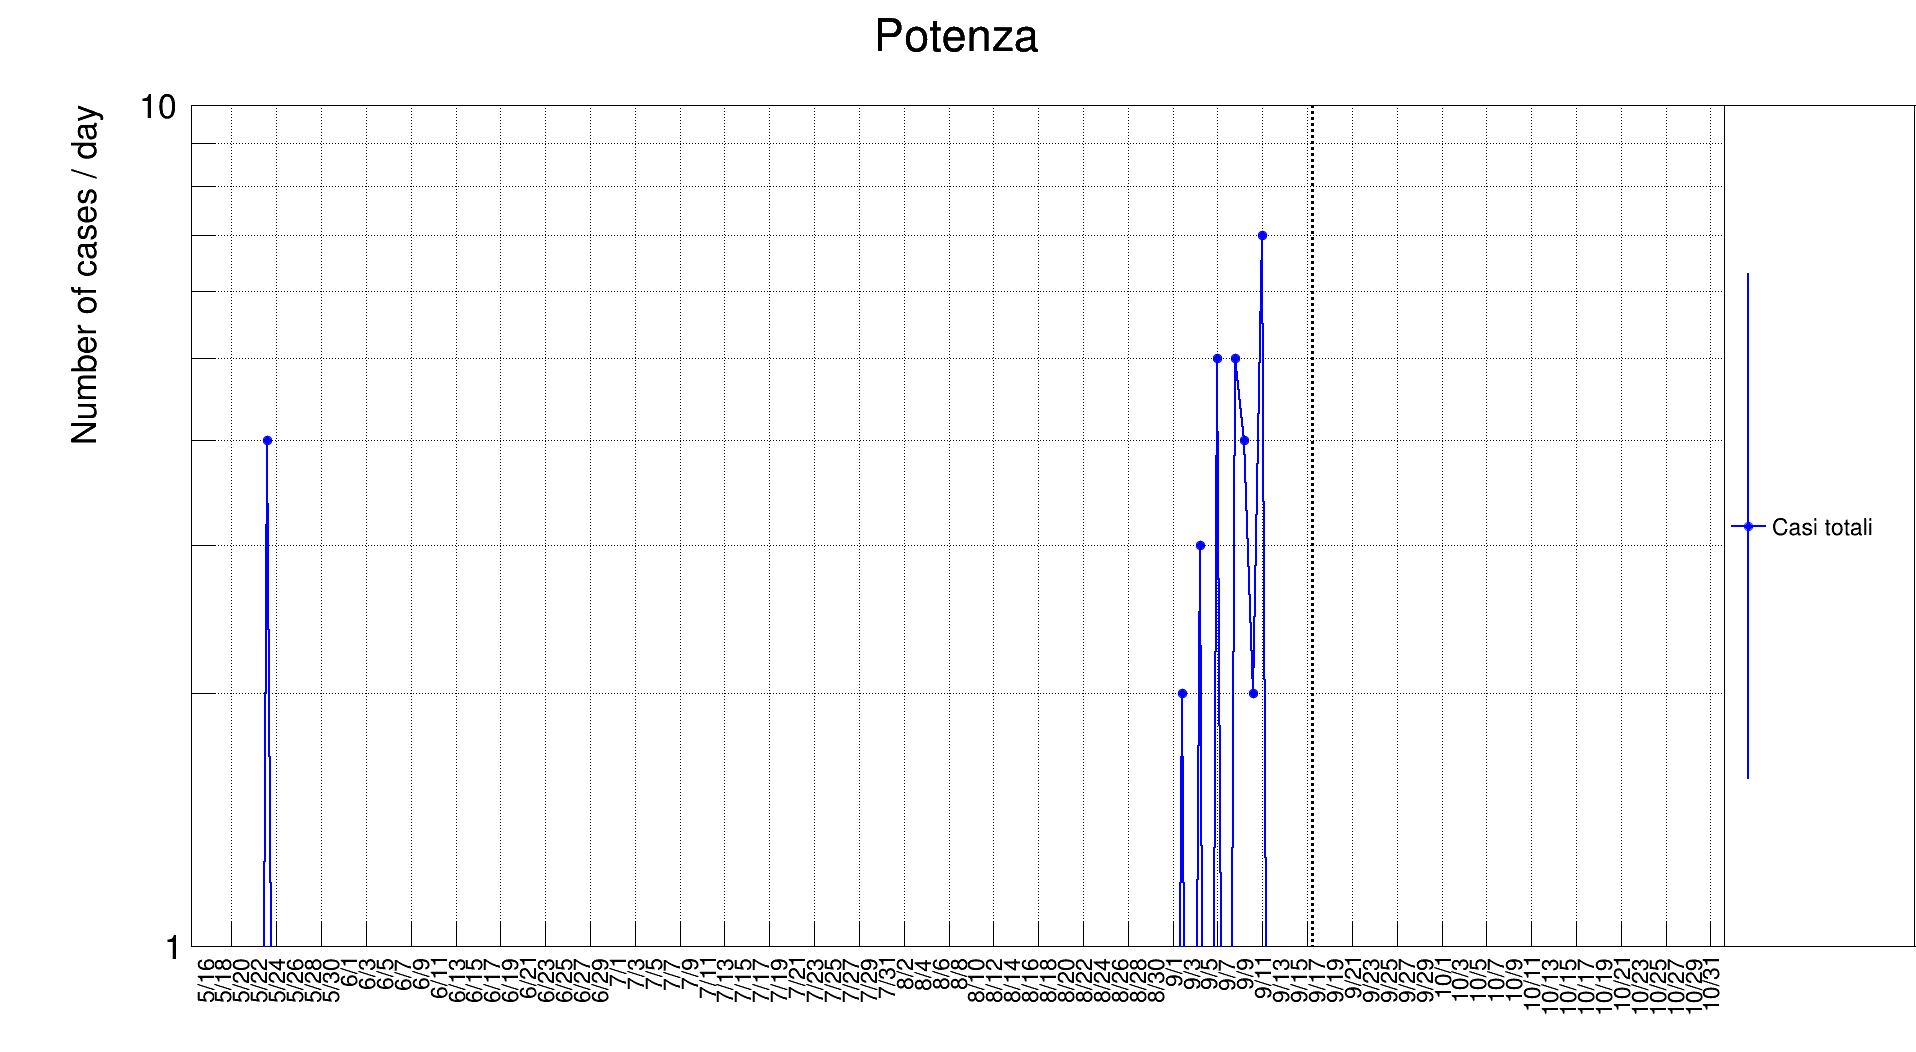 Potenza
Number of cases / day
10
1
5/16 5/18 5/20 5/22 5/24 5/26 5/28 5/30 6/1 6/3 6/5 6/7 6/9 6/11 6/13 6/15 6/17 6/19 6/21 6/23 6/25 6/27 6/29 7/1 7/3 7/5 7/7 7/9 7/11 7/13 7/15 7/17 7/19 7/21 7/23 7/25 7/27 7/29 7/31 8/2 8/4 8/6 8/8 8/10 8/12 8/14 8/16 8/18 8/20 8/22 8/24 8/26 8/28 8/30 9/1 9/3 9/5 9/7 9/9 9/11 9/13 9/15 9/17 9/19 9/21 9/23 9/25 9/27 9/29 10/1 10/3 10/5 10/7 10/9 10/11 10/13 10/15 10/17 10/19 10/21 10/23 10/25 10/27 10/29 10/31
Casi totali